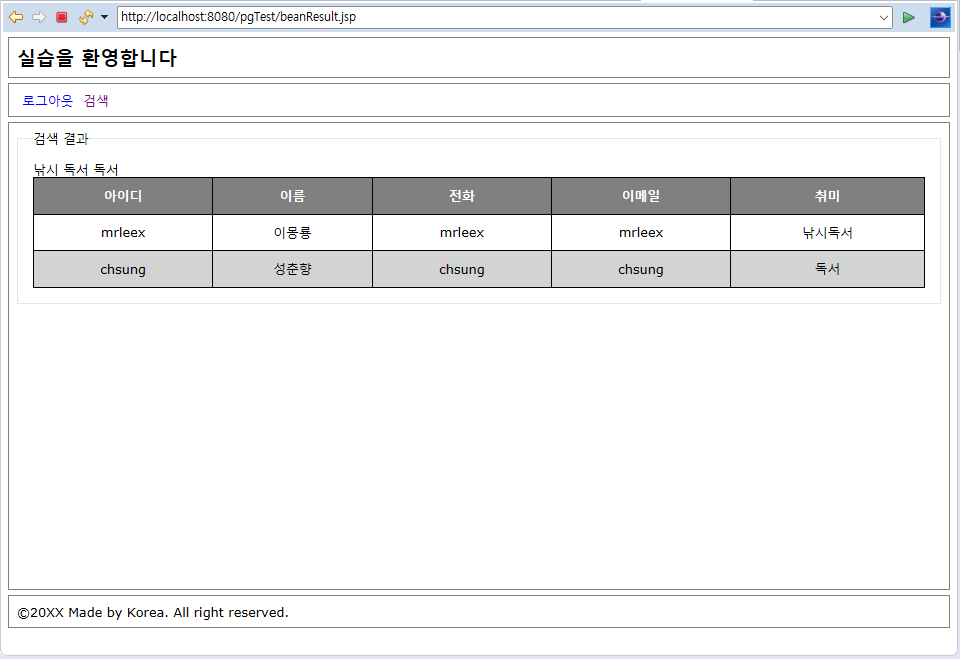 http://localhost:8080/pgTest/beanResult.jsp
실습을 환영합니다
로그아웃 검색
검색 결과
낚시 독서 독서
아이디 이름 전화 이메일 취미
mrleex 이몽룡 mrleex mrleex 낚시독서
chsung 성춘향 chsung chsung 독서
©20XX Made by Korea. All right reserved.